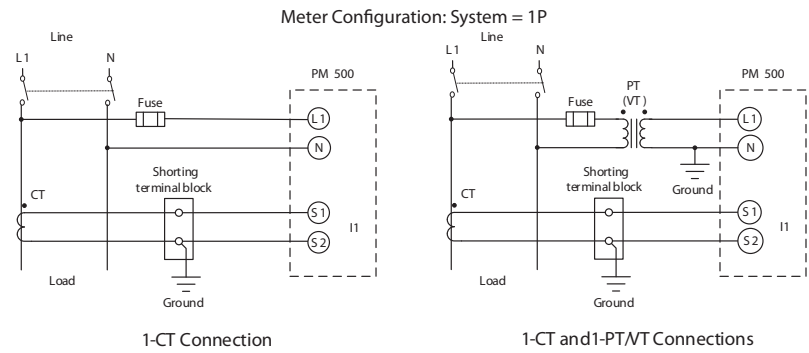 Meter Configuration: System = 1P
Line
L1
N
PM 500
Fuse
L1
N
Shorting
terminal block
CT
S1
I1
S2
Load
Ground
1-CT Connection
Line
L1
N
PT
(VT)
PM 500
Fuse
L1
N
Ground
Shorting
terminal block
CT
S1
I1
S2
Load
Ground
1-CT and1-PT/VT Connections